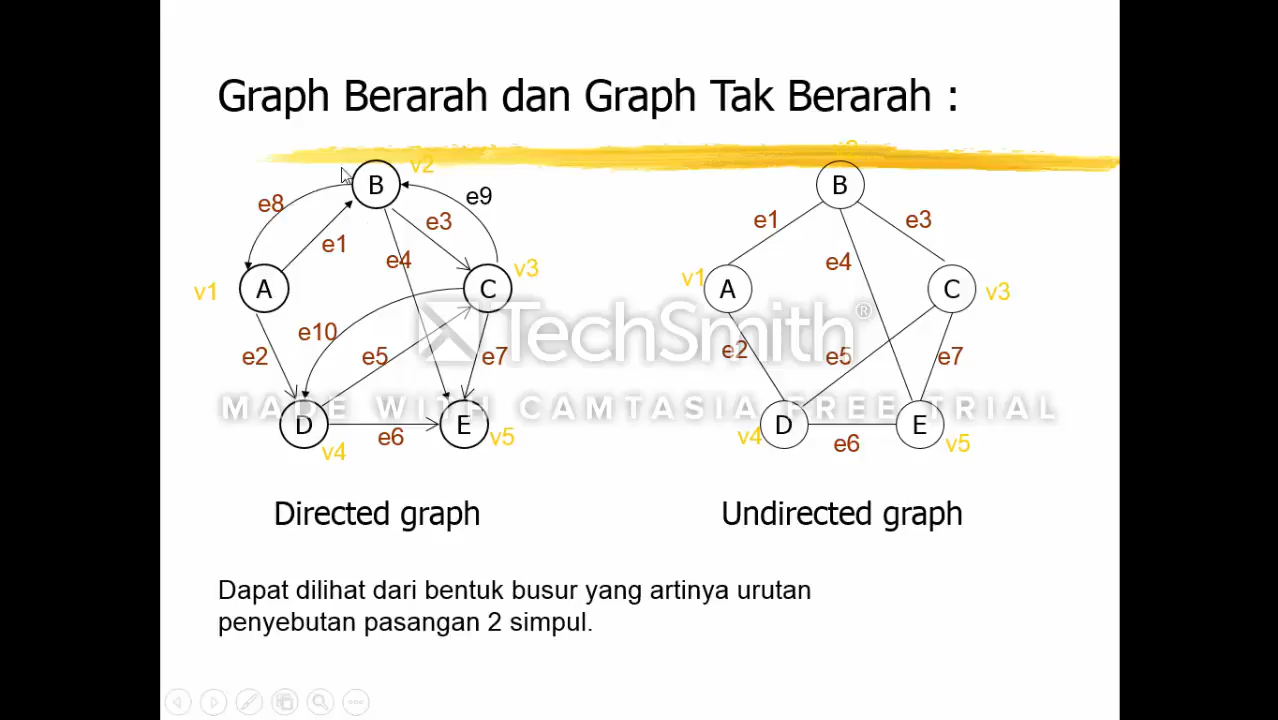 Graph Berarah dan Graph Tak Berarah :
v2
B
e8
e9
e3
e1
e4
A
v1
C
v3
e10
e2
e5
e7
D
v4
e6
E
v5
B
e1
e3
e4
v1
A
C
v3
e2
e5
e7
v4
D
E
e6
v5
TechSmith®
MADE WITH CAMTASIA FREE TRIAL
Directed graph
Undirected graph
Dapat dilihat dari bentuk busur yang artinya urutan
penyebutan pasangan 2 simpul.